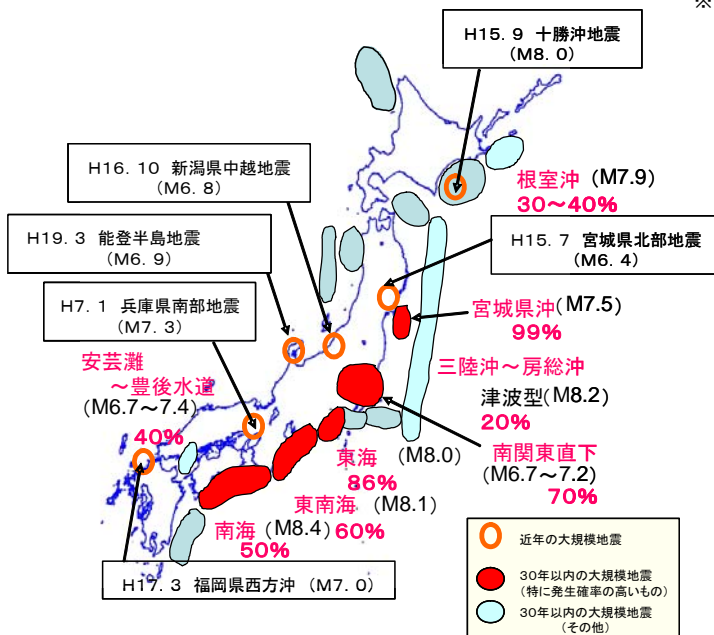 ※
H15．9 十勝沖地震
（M8．0）
H16．10 新潟県中越地震
（M6．8）
根室沖 (M7.9)
30～40%
H19．3 能登半島地震
（M6．9）
H15．7 宮城県北部地震
（M6．4）
H7．1 兵庫県南部地震
（M7．3）
宮城県沖(M7.5)
99%
安芸灘
～豊後水道
(M6.7～7.4)
40%
三陸沖～房総沖
津波型(M8.2)
20%
南関東直下
(M6.7～7.2)
70%
東海 (M8.0)
86%
東南海 (M8.1)
60%
南海 (M8.4)
50%
H17．3 福岡県西方沖 （M7．0）
近年の大規模地震
30年以内の大規模地震
（特に発生確率の高いもの）
30年以内の大規模地震
（その他）